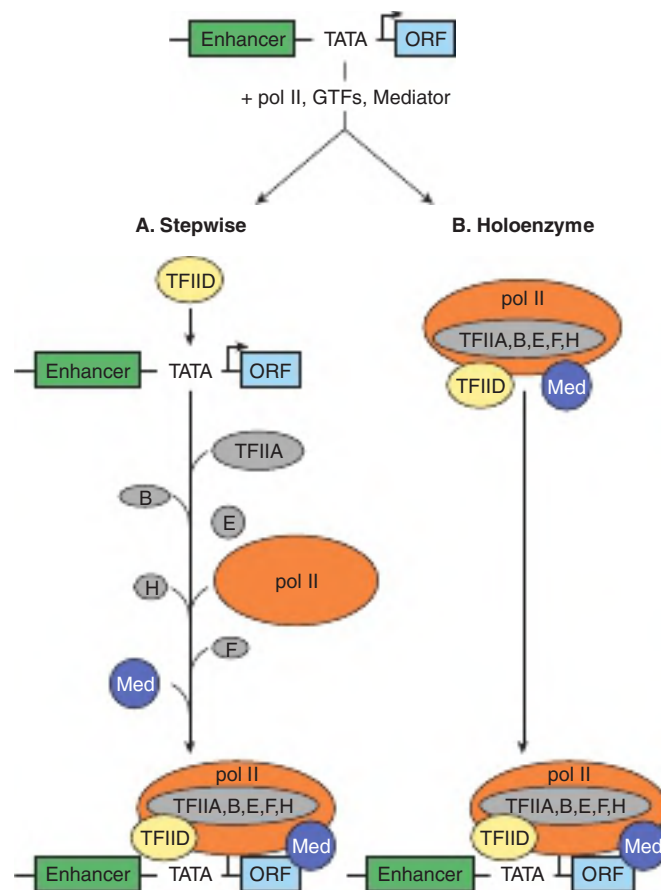 Enhancer TATA ORF
+ pol II, GTFs, Mediator
A. Stepwise
TFIID
Enhancer TATA ORF
TFIIA
B
E
pol II
H
F
Med
pol II
TFIIA,B,E,F,H
TFIID
Med
Enhancer TATA ORF
B. Holoenzyme
pol II
TFIIA,B,E,F,H
TFIID
Med
pol II
TFIIA,B,E,F,H
TFIID
Med
Enhancer TATA ORF